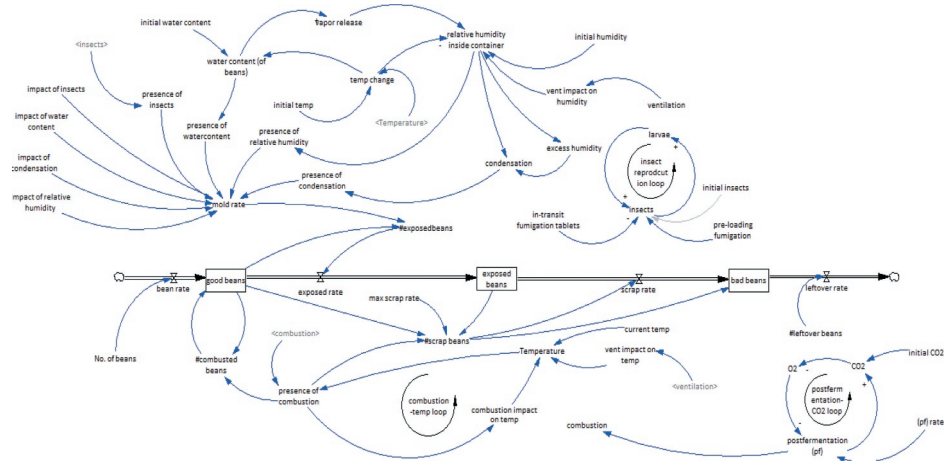 initial water content
vapor release
<insects>
relative humidity
inside container
-
initial humidity
water content (of
beans)
temp change
-
impact of insects
presence of
insects
vent impact on
humidity
ventilation
initial temp
<Temperature>
impact of water
content
presence of
watercontent
presence of
relative humidity
larvae
+
excess humidity
impact of
condensation
condensation
insect
reprodcut
ion loop
presence of
condensation
initial insects
mpact of relative
humidity
mold rate
+
insects
-
in-transit
fumigation tablets
pre-loading
fumigation
#exposedbeans
good beans
exposed
beans
bad beans
bean rate
exposed rate
scrap rate
leftover rate
max scrap rate
<combustion>
current temp
#leftover beans
No. of beans
#scrap beans
#combusted
beans
Temperature
vent impact on
temp
initial CO2
O2
-
CO2
+
<ventilation>
presence of
combustion
combustion
-temp loop
postferm
entation-
CO2 loop
combustion impact
on temp
combustion
-
postfermentation
(pf)
(pf) rate